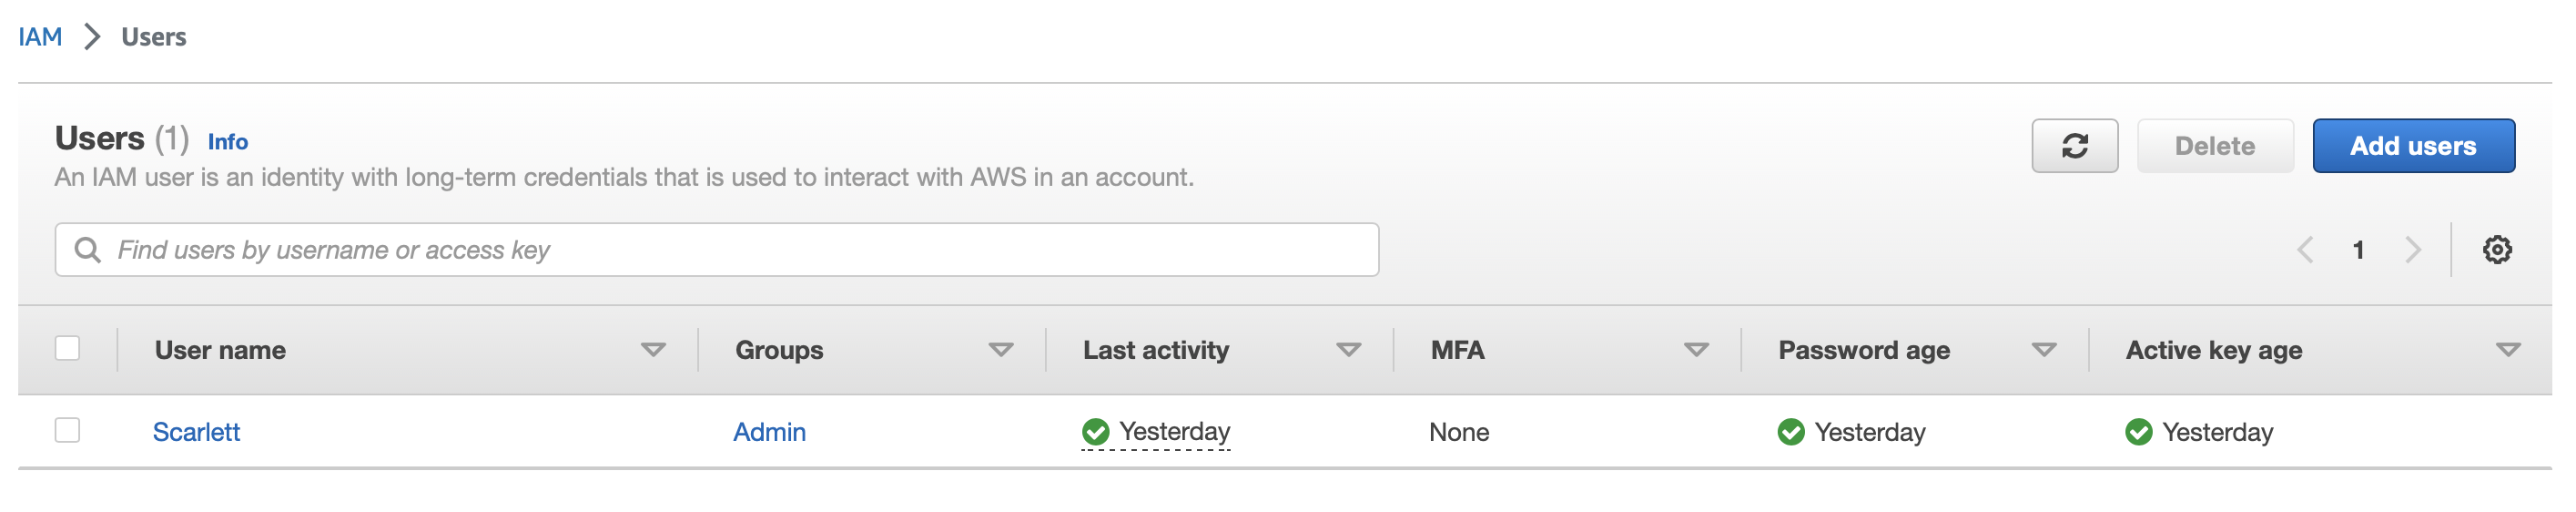 IAM > Users
Users (1) Info
An IAM user is an identity with long-term credentials that is used to interact with AWS in an account.
Delete
Add users
Find users by username or access key
1
User name Groups Last activity MFA Password age Active key age
Scarlett Admin Yesterday None Yesterday Yesterday